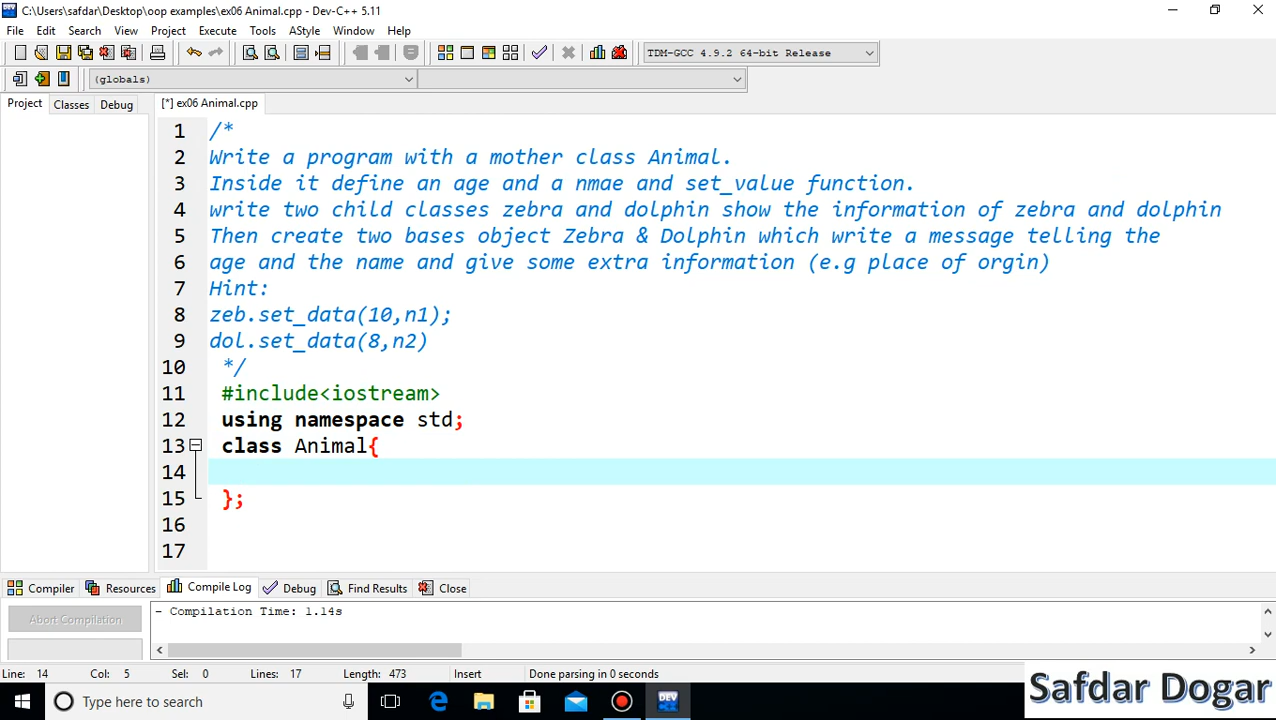 C:\Users\safdar\Desktop\oop examples\ex06 Animal.cpp - Dev-C++ 5.11
File Edit Search View Project Execute Tools AStyle Window Help
TDM-GCC 4.9.2 64-bit Release
(globals)
Project Classes Debug [*] ex06 Animal.cpp
1 /*
2 Write a program with a mother class Animal.
3 Inside it define an age and a nmae and set_value function.
4 write two child classes zebra and dolphin show the information of zebra and dolphin
5 Then create two bases object Zebra & Dolphin which write a message telling the
6 age and the name and give some extra information (e.g place of orgin)
7 Hint:
8 zeb.set_data(10,n1);
9 dol.set_data(8,n2)
10 */
11 #include<iostream>
12 using namespace std;
13 class Animal{
14
15 };
16
17
Compiler Resources Compile Log Debug Find Results Close
Abort Compilation
- Compilation Time: 1.14s
Line: 14 Col: 5 Sel: 0 Lines: 17 Length: 473 Insert Done parsing in 0 seconds
Type here to search
DEV
Safdar Dogar